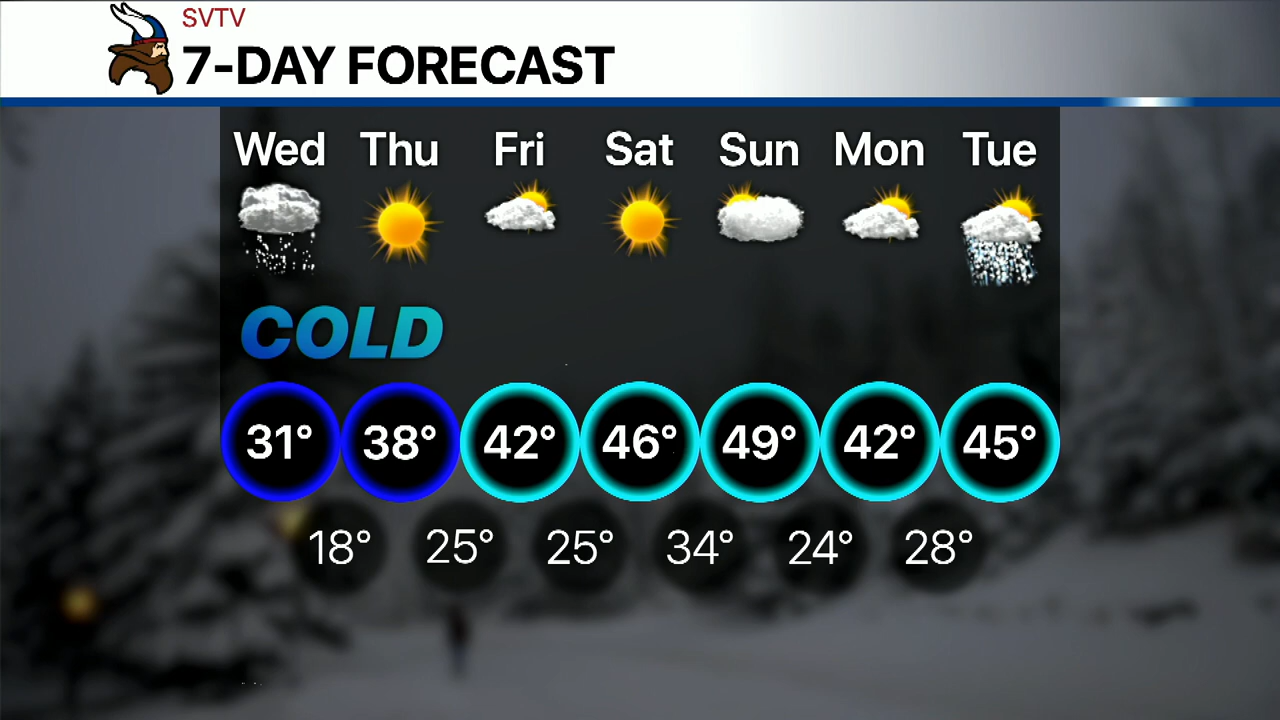 SVTV
7-DAY FORECAST
Wed Thu Fri Sat Sun Mon Tue
COLD
31° 38° 42° 46° 49° 42° 45°
18° 25° 25° 34° 24° 28°